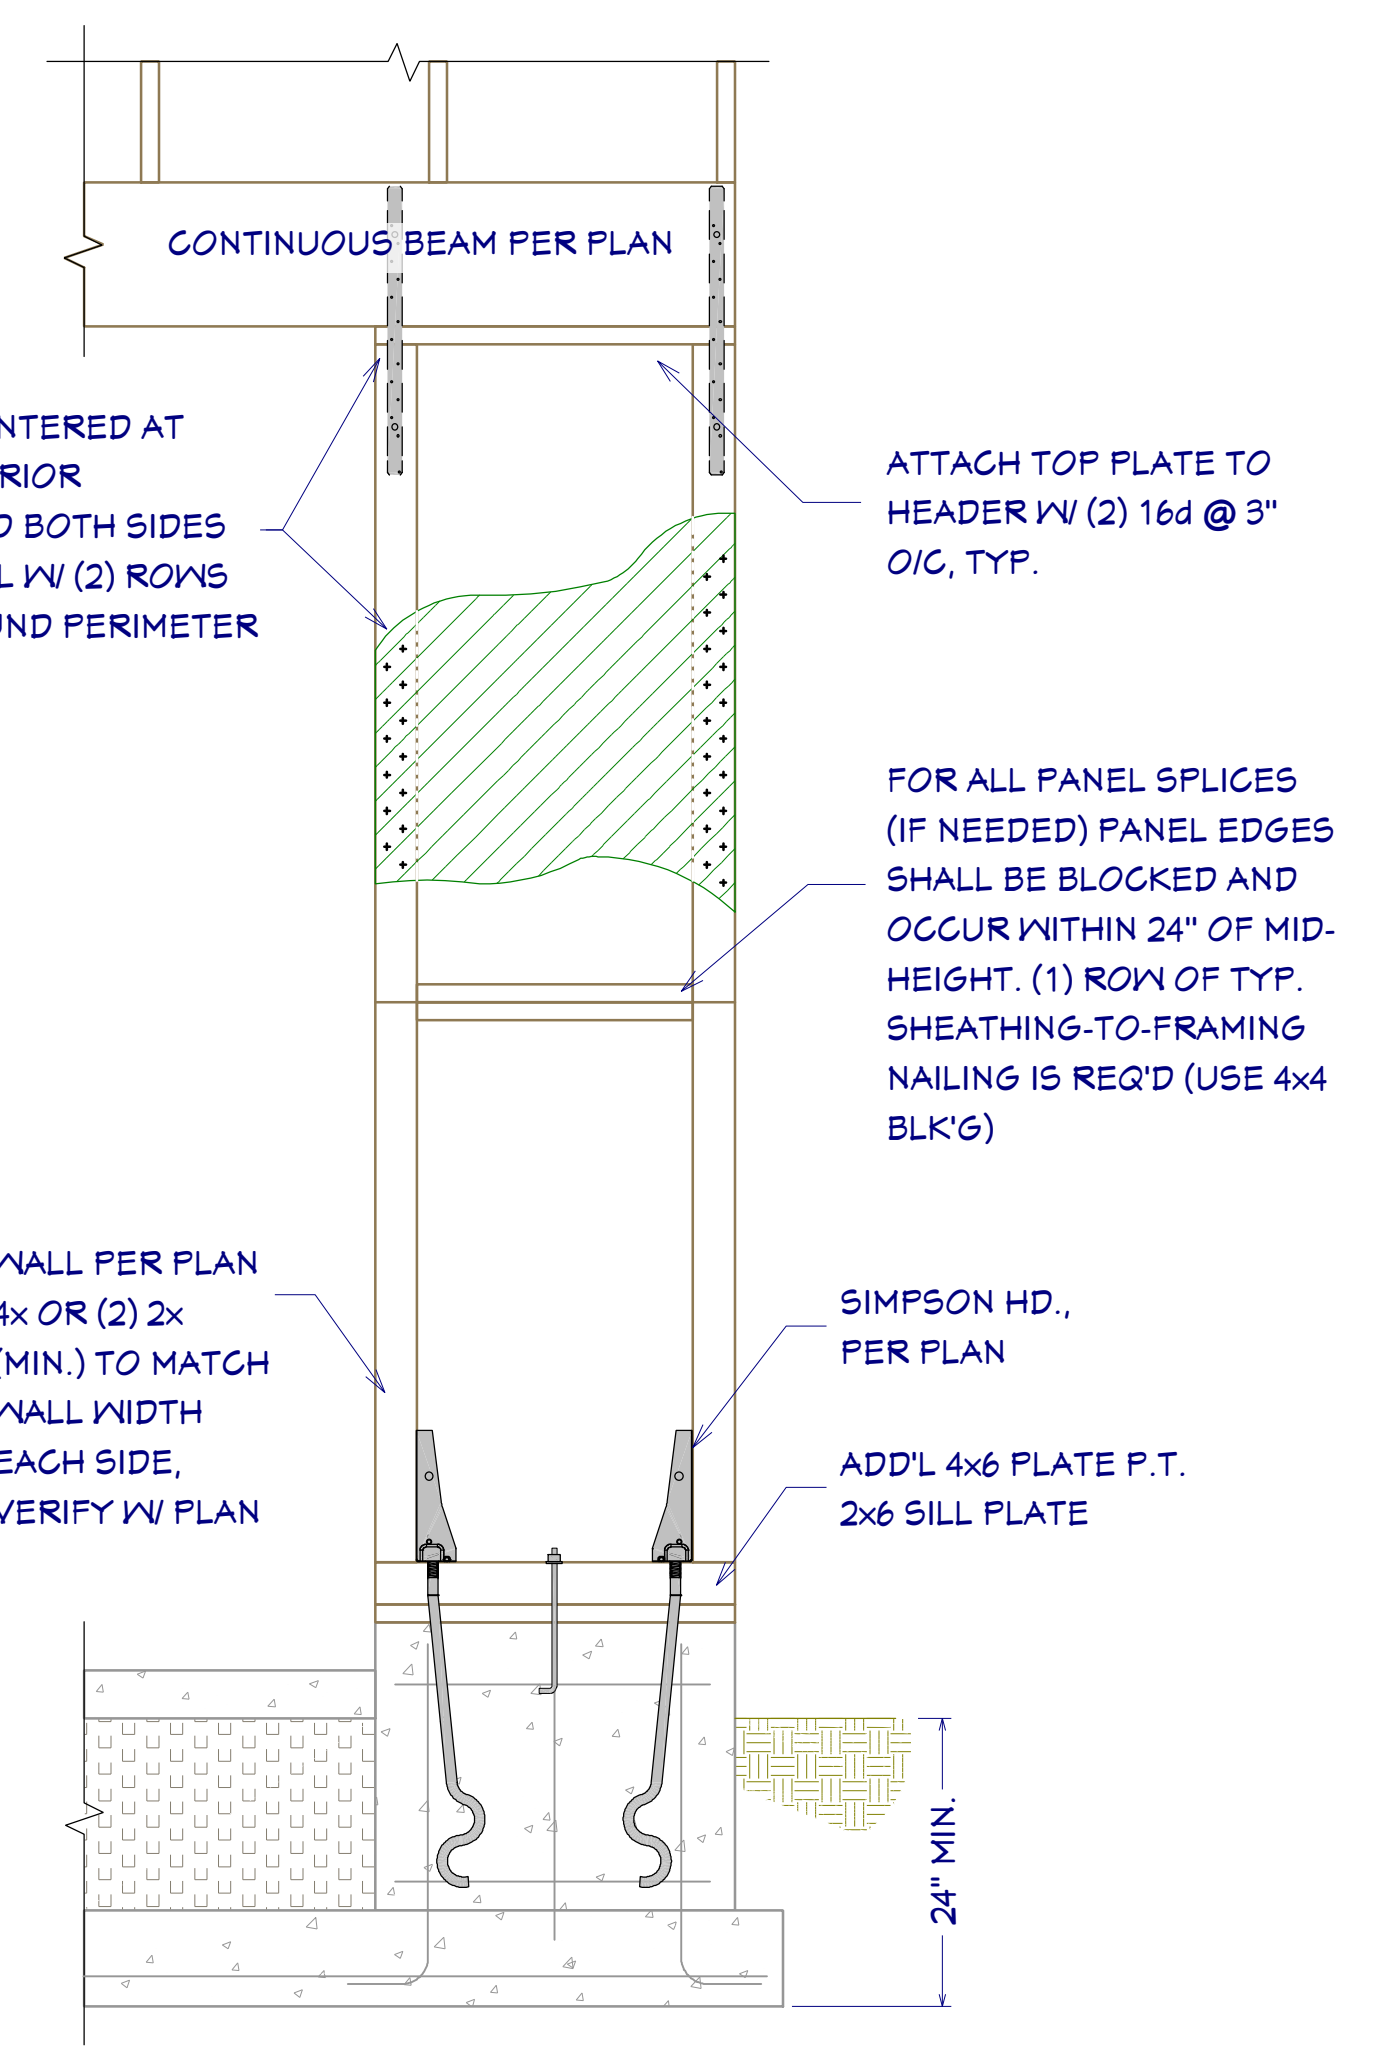 CONTINUOUS BEAM PER PLAN
NTERED AT
RIOR
BOTH SIDES
W/ (2) ROWS
UND PERIMETER
ATTACH TOP PLATE TO
HEADER W/ (2) 16d @ 3"
O/C, TYP.
FOR ALL PANEL SPLICES
(IF NEEDED) PANEL EDGES
SHALL BE BLOCKED AND
OCCUR WITHIN 24" OF MID-
HEIGHT. (1) ROW OF TYP.
SHEATHING-TO-FRAMING
NAILING IS REQ'D (USE 4x4
BLK'G)
WALL PER PLAN
4x OR (2) 2x
(MIN.) TO MATCH
WALL WIDTH
EACH SIDE,
VERIFY W/ PLAN
SIMPSON HD.,
PER PLAN
ADD'L 4x6 PLATE P.T.
2x6 SILL PLATE
24" MIN.